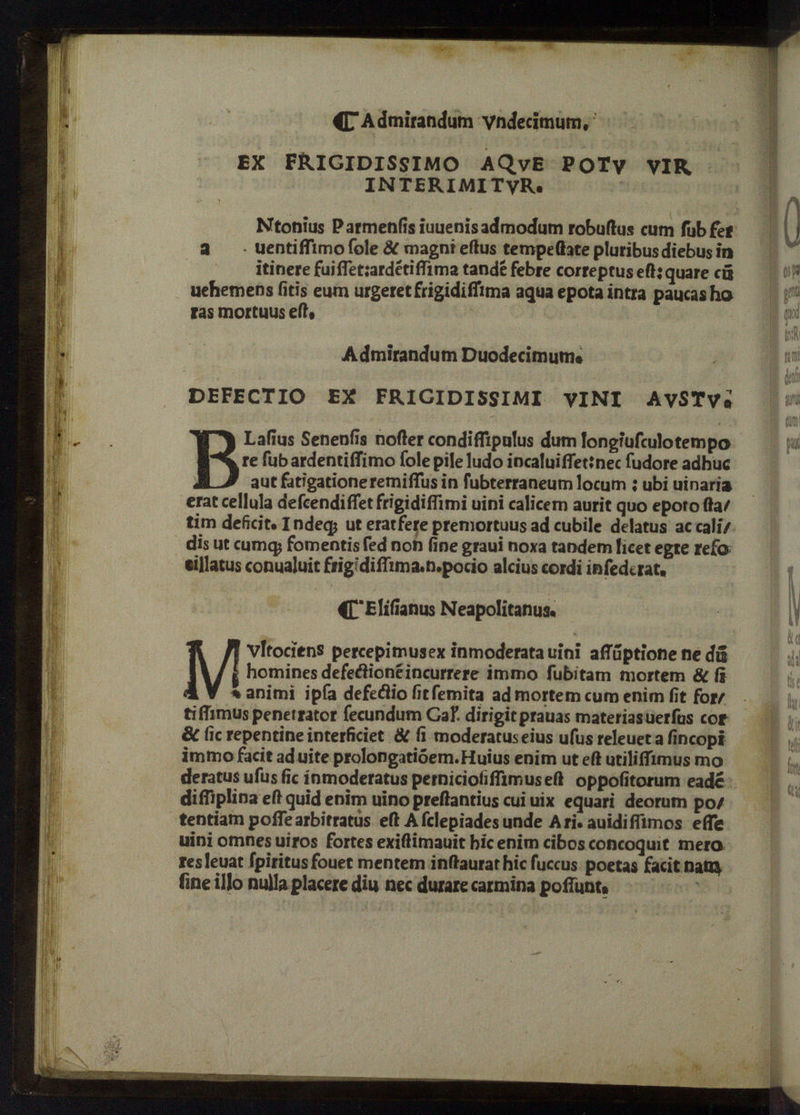 ⁋ Admirandum vndecimum,
EX FRIGIDISSIMO AQvE POTv VIR
INTERIMITvR.
Ntonius Parmenſis iuuenis admodum robuſtus cum ſub fer
a uentiſſimo ſole & magni eſtus tempeſtate pluribus diebus in
itinere fuiſſet:ardētiſſima tandē febre correptus eſt: quare cū
uehemens ſitis eum urgeret frigidiſſima aqua epota intra paucas ho
ras mortuus eſt,
Admirandum Duodecimum.
DEFECTIO EX FRIGIDISSIMI VINI AVSTV.
BLaſius Senenſis noſter condiſſipulus dum longiuſculo tempo
re ſub ardentiſſimo ſole pile ludo incaluiſſet: nec ſudore adhuc
aut fatigatione remiſſus in ſubterraneum locum : ubi uinaria
erat cellula deſcendiſſet frigidiſſimi uini calicem aurit quo epoto ſta/
tim deficit. Indeq; ut erat fere premortuus ad cubile delatus ac cali/
dis ut cumq; fomentis ſed non ſine graui noxa tandem licet egre refo
cillatus conualuit frigidiſſima.n.pocio alcius cordi infederat.
⁋ Eliſianus Neapolitanus.
MVltociens percepimus ex inmoderata uini aſſūptione ne dū
homines defectionē incurrere immo ſubitam mortem & ſi
animi ipſa defectio ſit ſemita ad mortem cum enim ſit for/
tiſſimus penetrator ſecundum Gal. dirigit prauas materias uerſus cor
& ſic repentine interficiet & ſi moderatus eius uſus releuet a ſincopi
immo facit ad uite prolongatiōem. Huius enim ut eſt utiliſſimus mo
deratus uſus ſic inmoderatus pernicioſiſſimus eſt oppoſitorum eadē
diſſiplina eſt quid enim uino preſtantius cui uix equari deorum po/
tentiam poſſe arbitratus eſt Aſclepiades unde Ari. auidiſſimos eſſe
uini omnes uiros fortes exiſtimauit hic enim cibos concoquit mero
res leuat ſpiritus fouet mentem inſtaurat hic ſuccus poetas facit nam
ſine illo nulla placere diu nec durare carmina poſſunt.